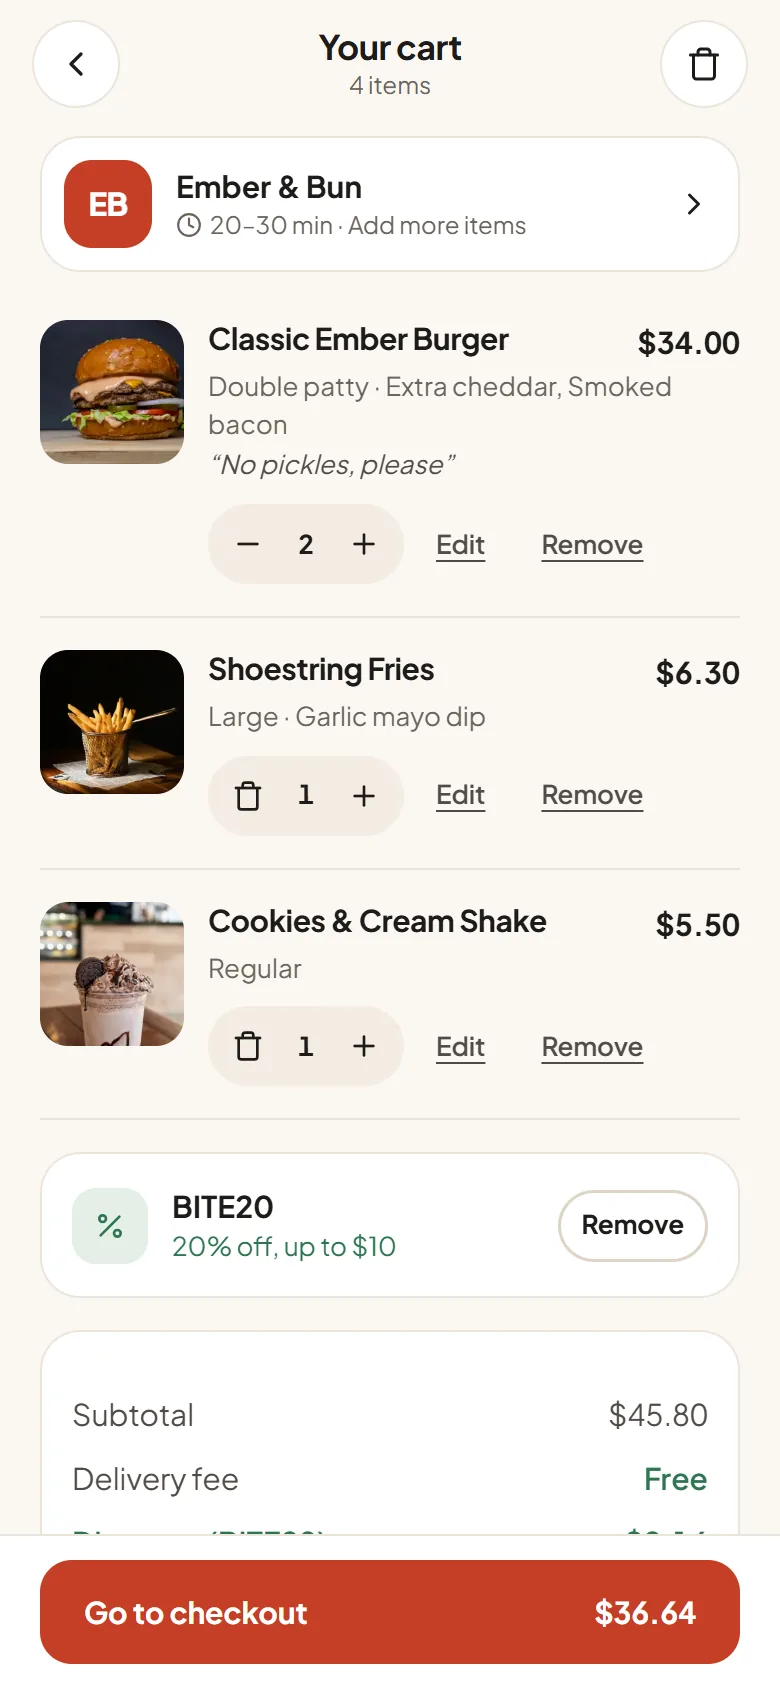 Your cart
4 items
EB
Ember & Bun
20–30 min · Add more items
Classic Ember Burger
$34.00
Double patty · Extra cheddar, Smoked
bacon
“No pickles, please”
2
Edit
Remove
Shoestring Fries
$6.30
Large · Garlic mayo dip
1
Edit
Remove
Cookies & Cream Shake
$5.50
Regular
1
Edit
Remove
%
BITE20
20% off, up to $10
Remove
Subtotal
$45.80
Delivery fee
Free
Go to checkout
$36.64